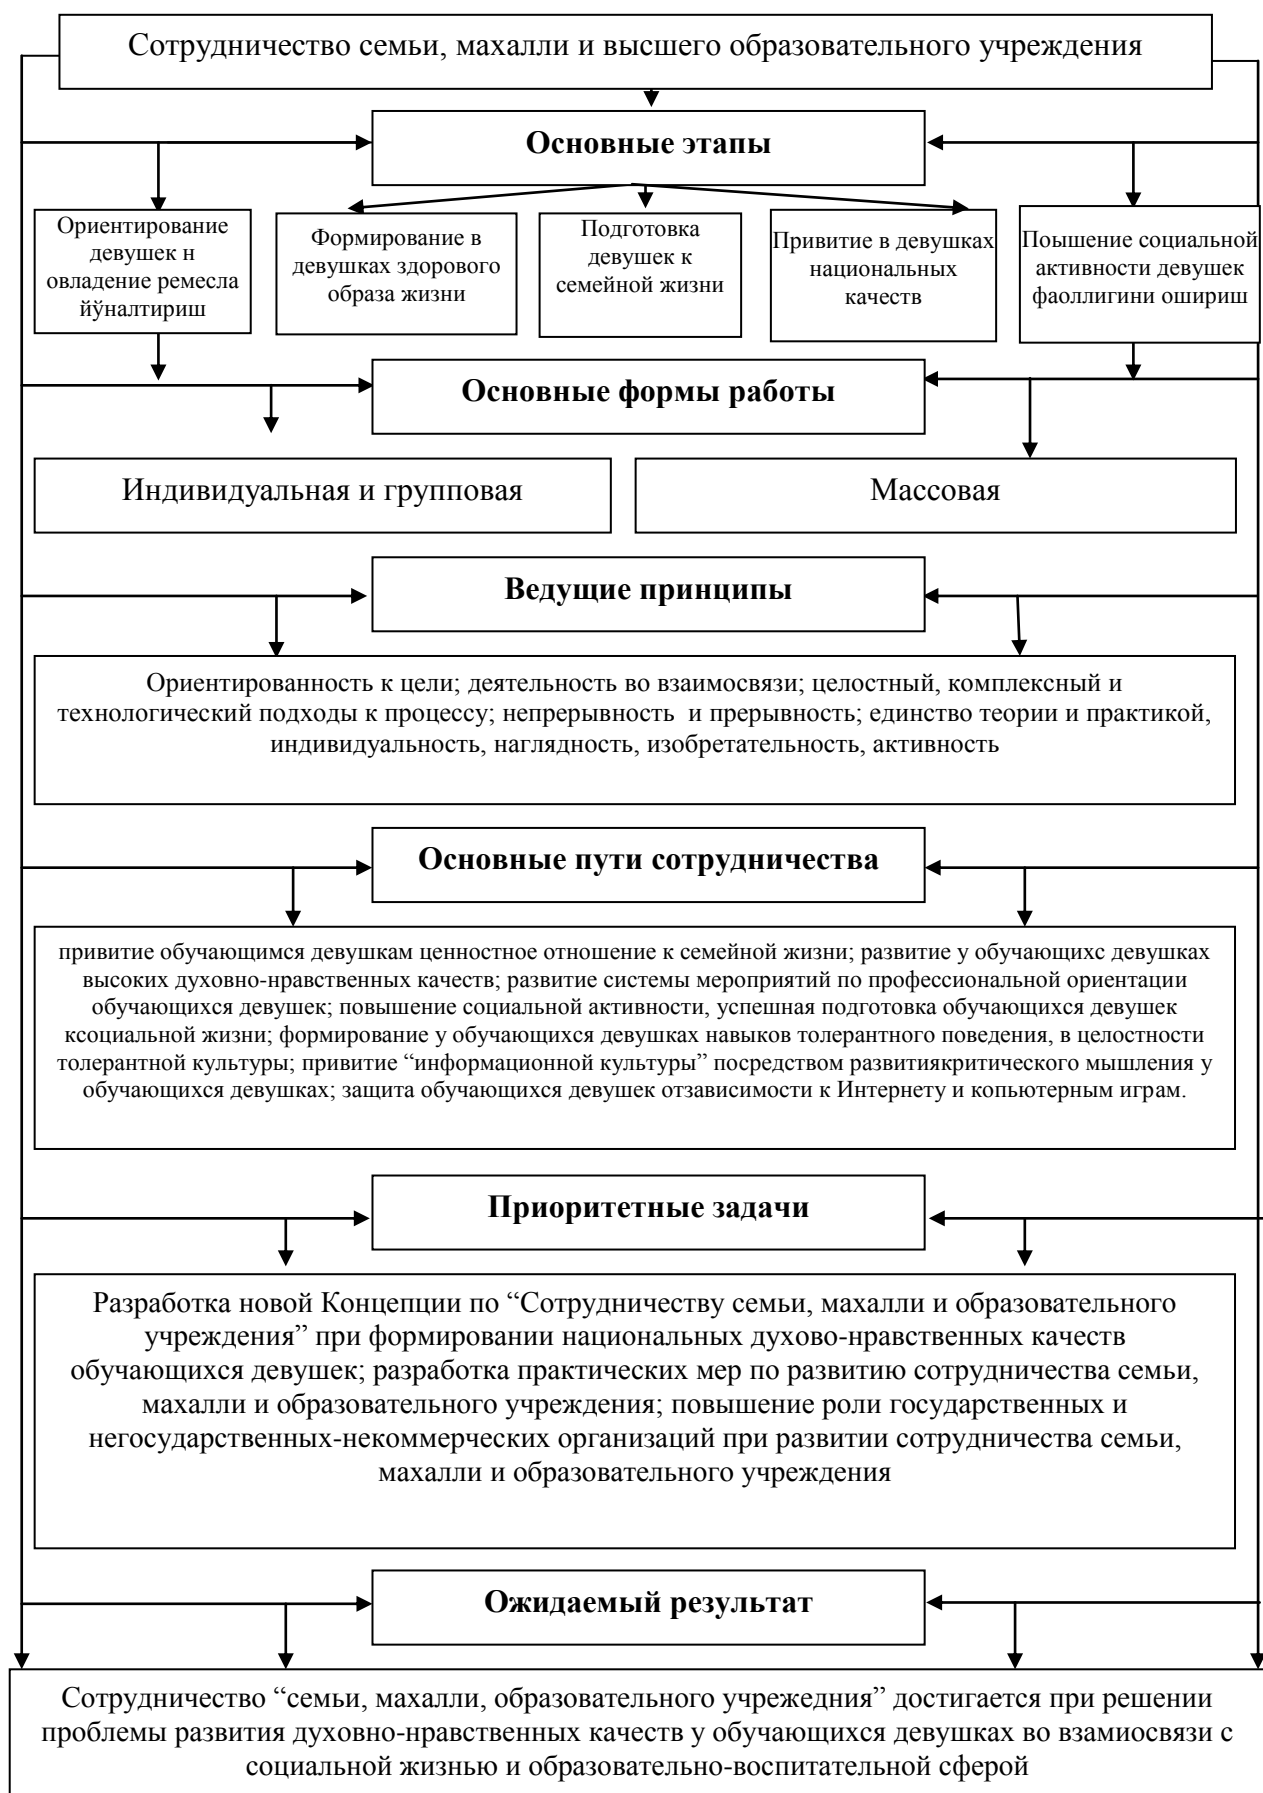 Сотрудничество семьи, махалли и высшего образовательного учреждения
Основные этапы
Ориентирование
девушек н
овладение ремесла
йўналтириш
Формирование в
девушках здорового
образа жизни
Подготовка
девушек к
семейной жизни
Привитие в девушках
национальных
качеств
Поышение социальной
активности девушек
фаоллигини ошириш
Основные формы работы
Индивидуальная и групповая
Массовая
Ведущие принципы
Ориентированность к цели; деятельность во взаимосвязи; целостный, комплексный и
технологический подходы к процессу; непрерывность и прерывность; единство теории и практикой,
индивидуальность, наглядность, изобретательность, активность
Основные пути сотрудничества
привитие обучающимся девушкам ценностное отношение к семейной жизни; развитие у обучающихс девушках
высоких духовно-нравственных качеств; развитие системы мероприятий по профессиональной ориентации
обучающихся девушек; повышение социальной активности, успешная подготовка обучающихся девушек
ксоциальной жизни; формирование у обучающихся девушках навыков толерантного поведения, в целостности
толерантной культуры; привитие “информационной культуры” посредством развитиякритического мышления у
обучающихся девушках; защита обучающихся девушек отзависимости к Интернету и копьютерным играм.
Приоритетные задачи
Разработка новой Концепции по “Сотрудничеству семьи, махалли и образовательного
учреждения” при формировании национальных духово-нравственных качеств
обучающихся девушек; разработка практических мер по развитию сотрудничества семьи,
махалли и образовательного учреждения; повышение роли государственных и
негосударственных-некоммерческих организаций при развитии сотрудничества семьи,
махалли и образовательного учреждения
Ожидаемый результат
Сотрудничество “семьи, махалли, образовательного учрежедния” достигается при решении
проблемы развития духовно-нравственных качеств у обучающихся девушках во взамиосвязи с
социальной жизнью и образовательно-воспитательной сферой